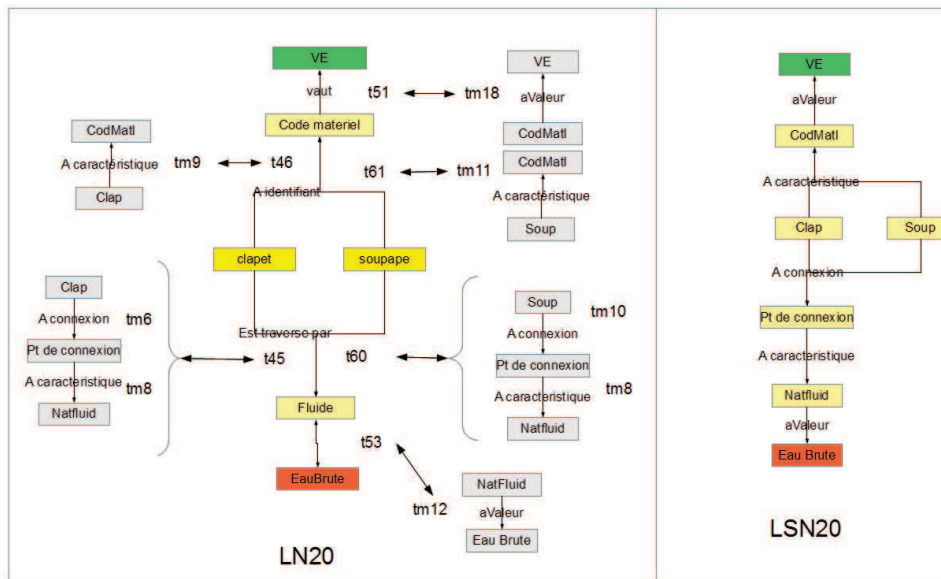 VE
vaut
t51
tm18
VE
aValeur
Code materiel
CodMatl
CodMatl
A caractéristique
tm9
t46
t61
tm11
CodMatl
A caractéristique
Clap
A identifiant
Soup
clapet
soupape
Clap
A connexion
tm6
Pt de connexion
A caracteristique
tm8
Natfluid
Est traverse par
t45
t60
Soup
tm10
A connexion
Pt de connexion
A caracteristique
tm8
Natfluid
Fluide
t53
EauBrute
tm12
NatFluid
aValeur
Eau Brute
LN20
VE
aValeur
CodMatl
A caractéristique
Clap
Soup
A connexion
Pt de connexion
A caracteristique
Natfluid
aValeur
Eau Brute
LSN20